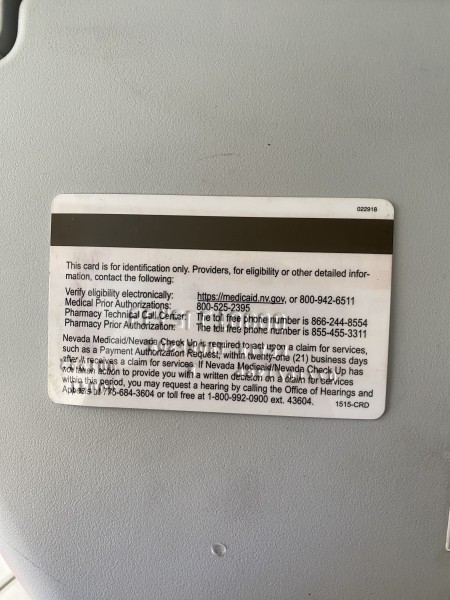 022918
This card is for identification only. Providers, for eligibility or other detailed infor-
mation, contact the following:
Verify eligibility electronically: https://medicaid.nv.gov, or 800-942-6511
Medical Prior Authorizations: 800-525-2395
Pharmacy Technical Call Center: The toll free phone number is 866-244-8554
Pharmacy Prior Authorization: The toll free phone number is 855-455-3311
Nevada Medicaid/Nevada Check Up is required to act upon a claim for services,
such as a Payment Authorization Request, within twenty-one (21) business days
after it receives a claim for services. If Nevada Medicaid/Nevada Check Up has
not taken action to provide you with a written decision on a claim for services
within this period, you may request a hearing by calling the Office of Hearings and
Appeals at 775-684-3604 or toll free at 1-800-992-0900 ext. 43604.
1515-CRD